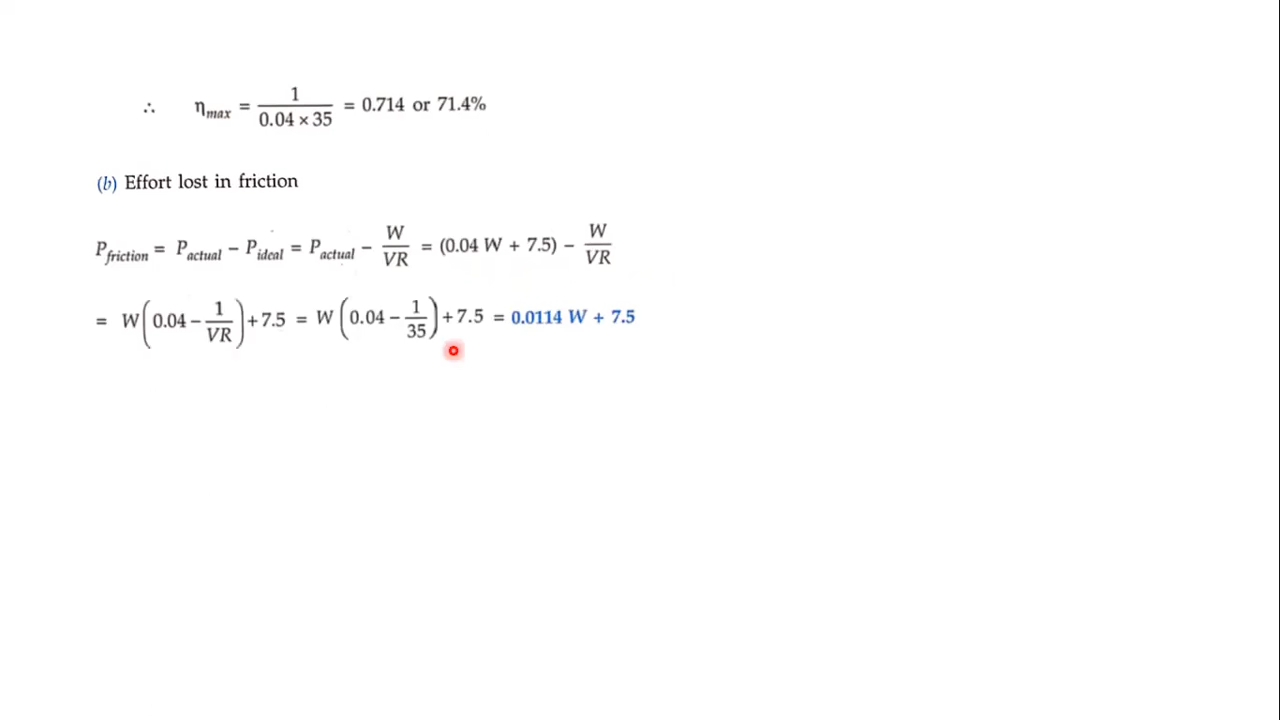 ∴ η_max = 1/(0.04 × 35) = 0.714 or 71.4%
(b) Effort lost in friction
P_friction = P_actual − P_ideal = P_actual − W/VR = (0.04 W + 7.5) − W/VR
= W(0.04 − 1/VR) + 7.5 = W(0.04 − 1/35) + 7.5 = 0.0114 W + 7.5